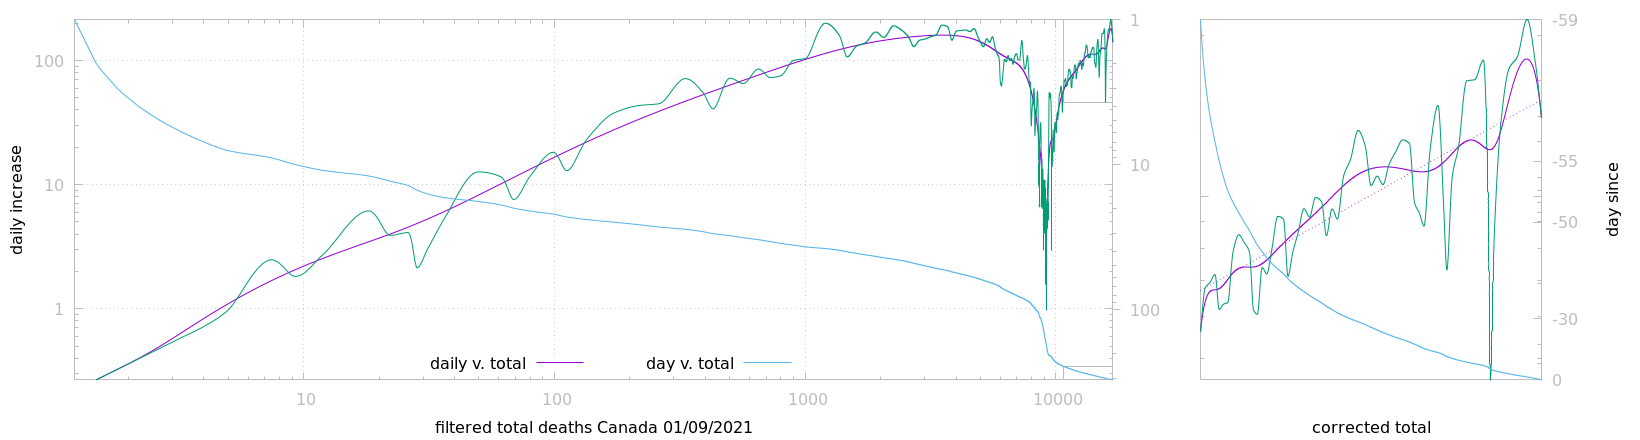 daily increase
100
10
1
10
100
1000
10000
1
10
100
daily v. total
day v. total
filtered total deaths Canada 01/09/2021
-59
-55
-50
-30
0
day since
corrected total